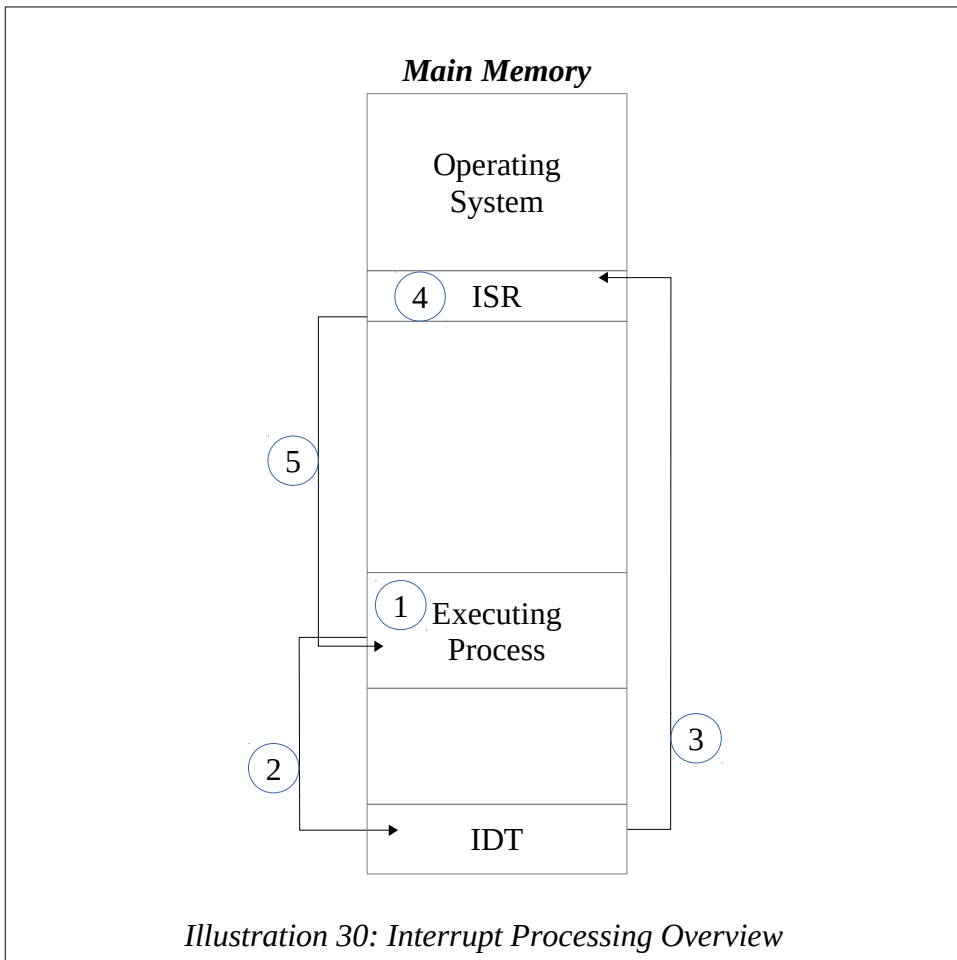 Main Memory
Operating
System
4 ISR
5
1 Executing
Process
3
2
IDT
Illustration 30: Interrupt Processing Overview